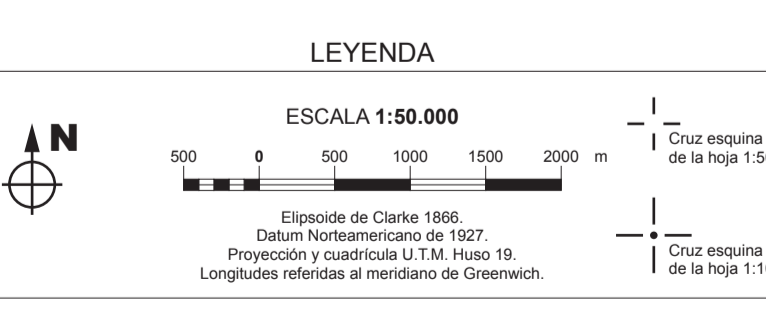 LEYENDA
N
ESCALA 1:50.000
500 0 500 1000 1500 2000 m
Elipsoide de Clarke 1866.
Datum Norteamericano de 1927.
Proyección y cuadrícula U.T.M. Huso 19.
Longitudes referidas al meridiano de Greenwich.
Cruz esquina
de la hoja
Cruz esquina
de la hoja